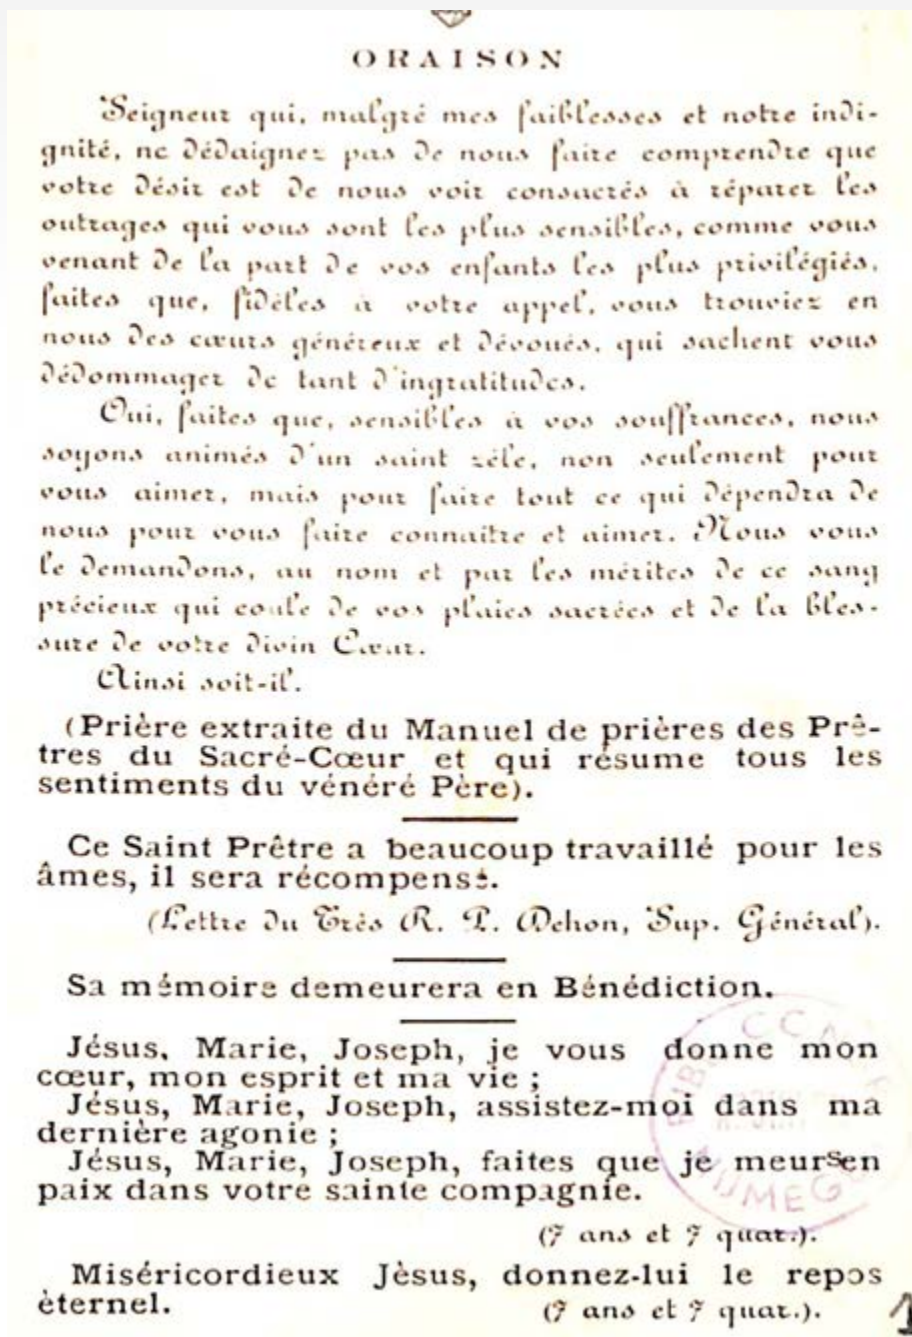 ORAISON
Seigneur qui, malgré mes faiblesses et notre indi-
gnité, ne dédaignez pas de nous faire comprendre que
votre désir est de nous voir consacrés à réparer les
outrages qui vous sont les plus sensibles, comme vous
venant de la part de vos enfants les plus privilégiés,
faites que, fidèles à votre appel, vous trouviez en
nous des cœurs généreux et dévoués, qui sachent vous
dédommager de tant d'ingratitudes.
Oui, faites que, sensibles à vos souffrances, nous
soyons animés d'un saint zèle, non seulement pour
vous aimer, mais pour faire tout ce qui dépendra de
nous pour vous faire connaître et aimer. Nous vous
le demandons, au nom et par les mérites de ce sang
précieux qui coule de vos plaies sacrées et de la bles-
sure de votre divin Cœur.
Ainsi soit-il.
(Prière extraite du Manuel de prières des Prê-
tres du Sacré-Cœur et qui résume tous les
sentiments du vénéré Père).
Ce Saint Prêtre a beaucoup travaillé pour les
âmes, il sera récompensé.
(Lettre du Très R. P. Dehon, Sup. Général).
Sa mémoire demeurera en Bénédiction.
Jésus, Marie, Joseph, je vous donne mon
cœur, mon esprit et ma vie ;
Jésus, Marie, Joseph, assistez-moi dans ma
dernière agonie ;
Jésus, Marie, Joseph, faites que je meurs en
paix dans votre sainte compagnie.
(7 ans et 7 quar.).
Miséricordieux Jèsus, donnez-lui le repos
èternel. (7 ans et 7 quar.).